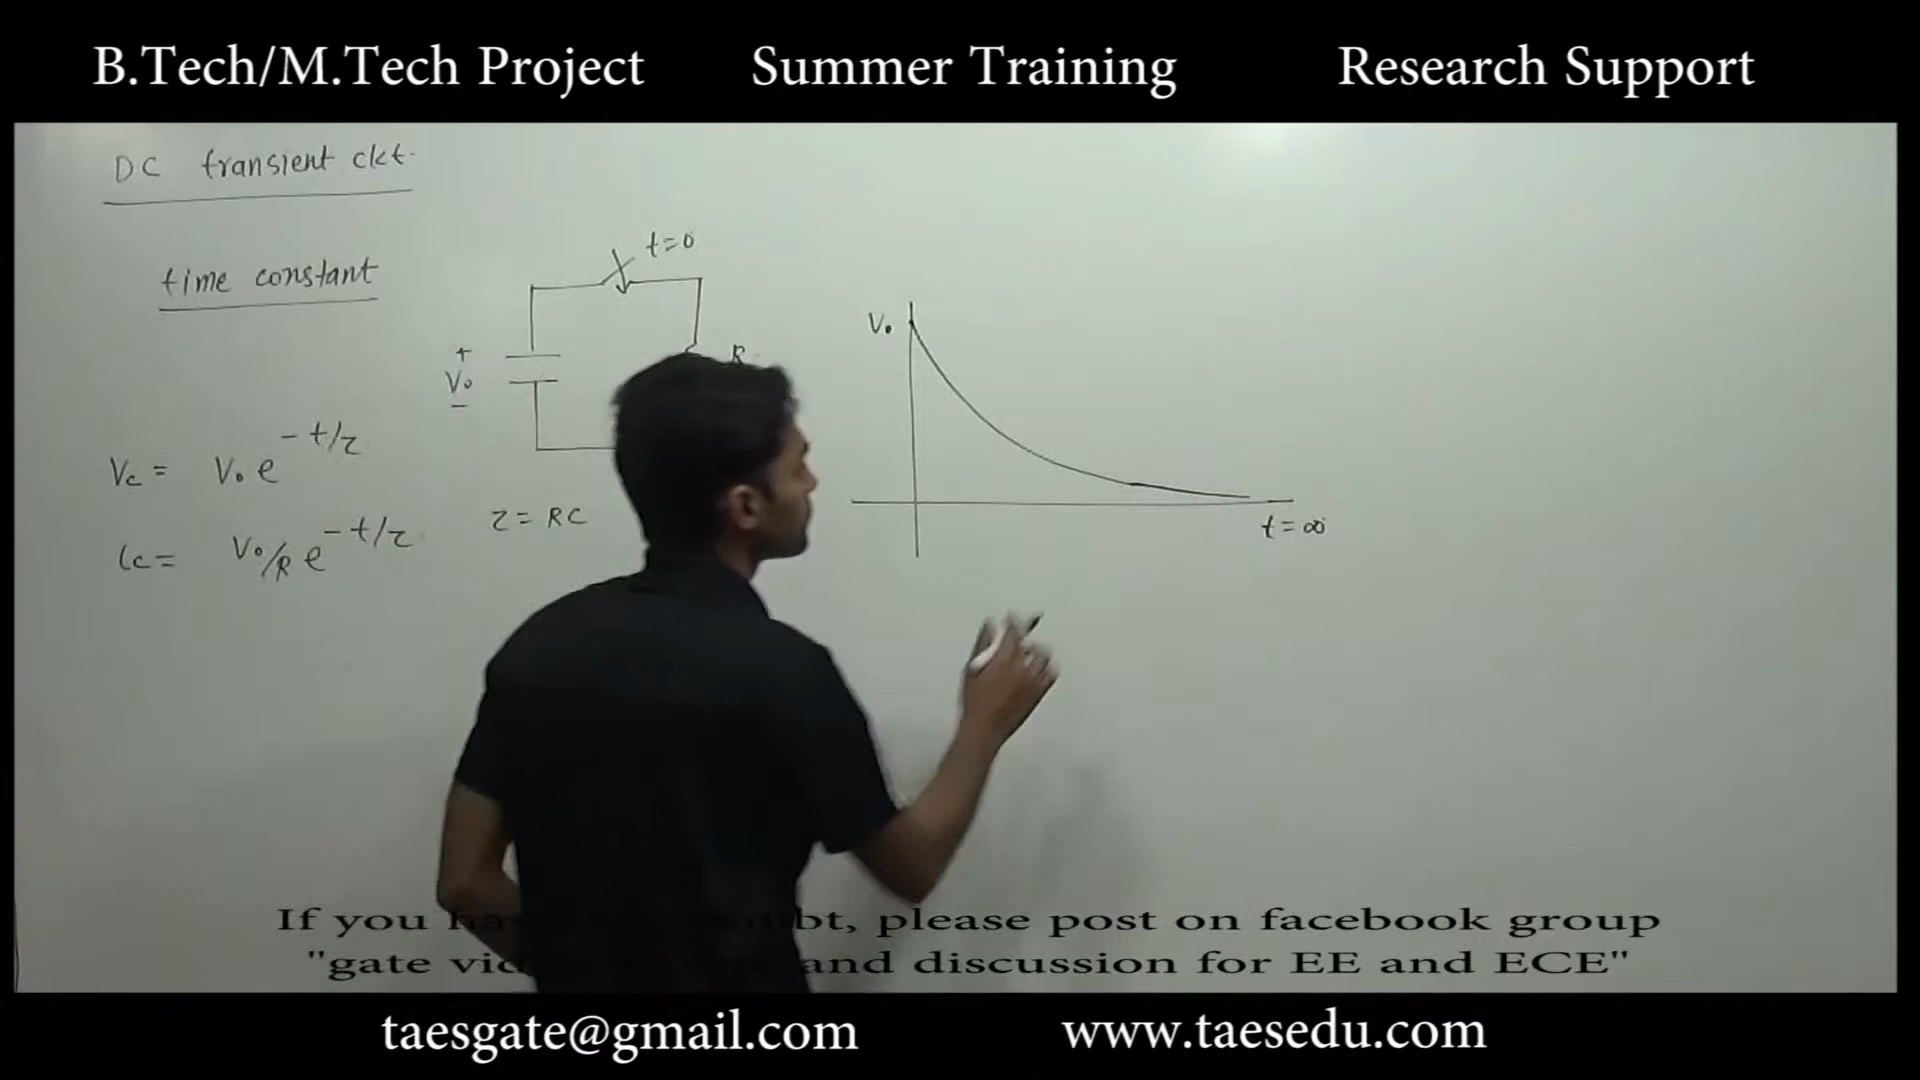 B.Tech/M.Tech Project Summer Training Research Support
DC transient ckt.
time constant
t=0
+
V₀
−
R
Vc = V₀ e^-t/τ
ic = V₀/R e^-t/τ
τ = RC
V₀
t = ∞
If you bt, please post on facebook group
"gate and discussion for EE and ECE"
taesgate@gmail.com www.taesedu.com